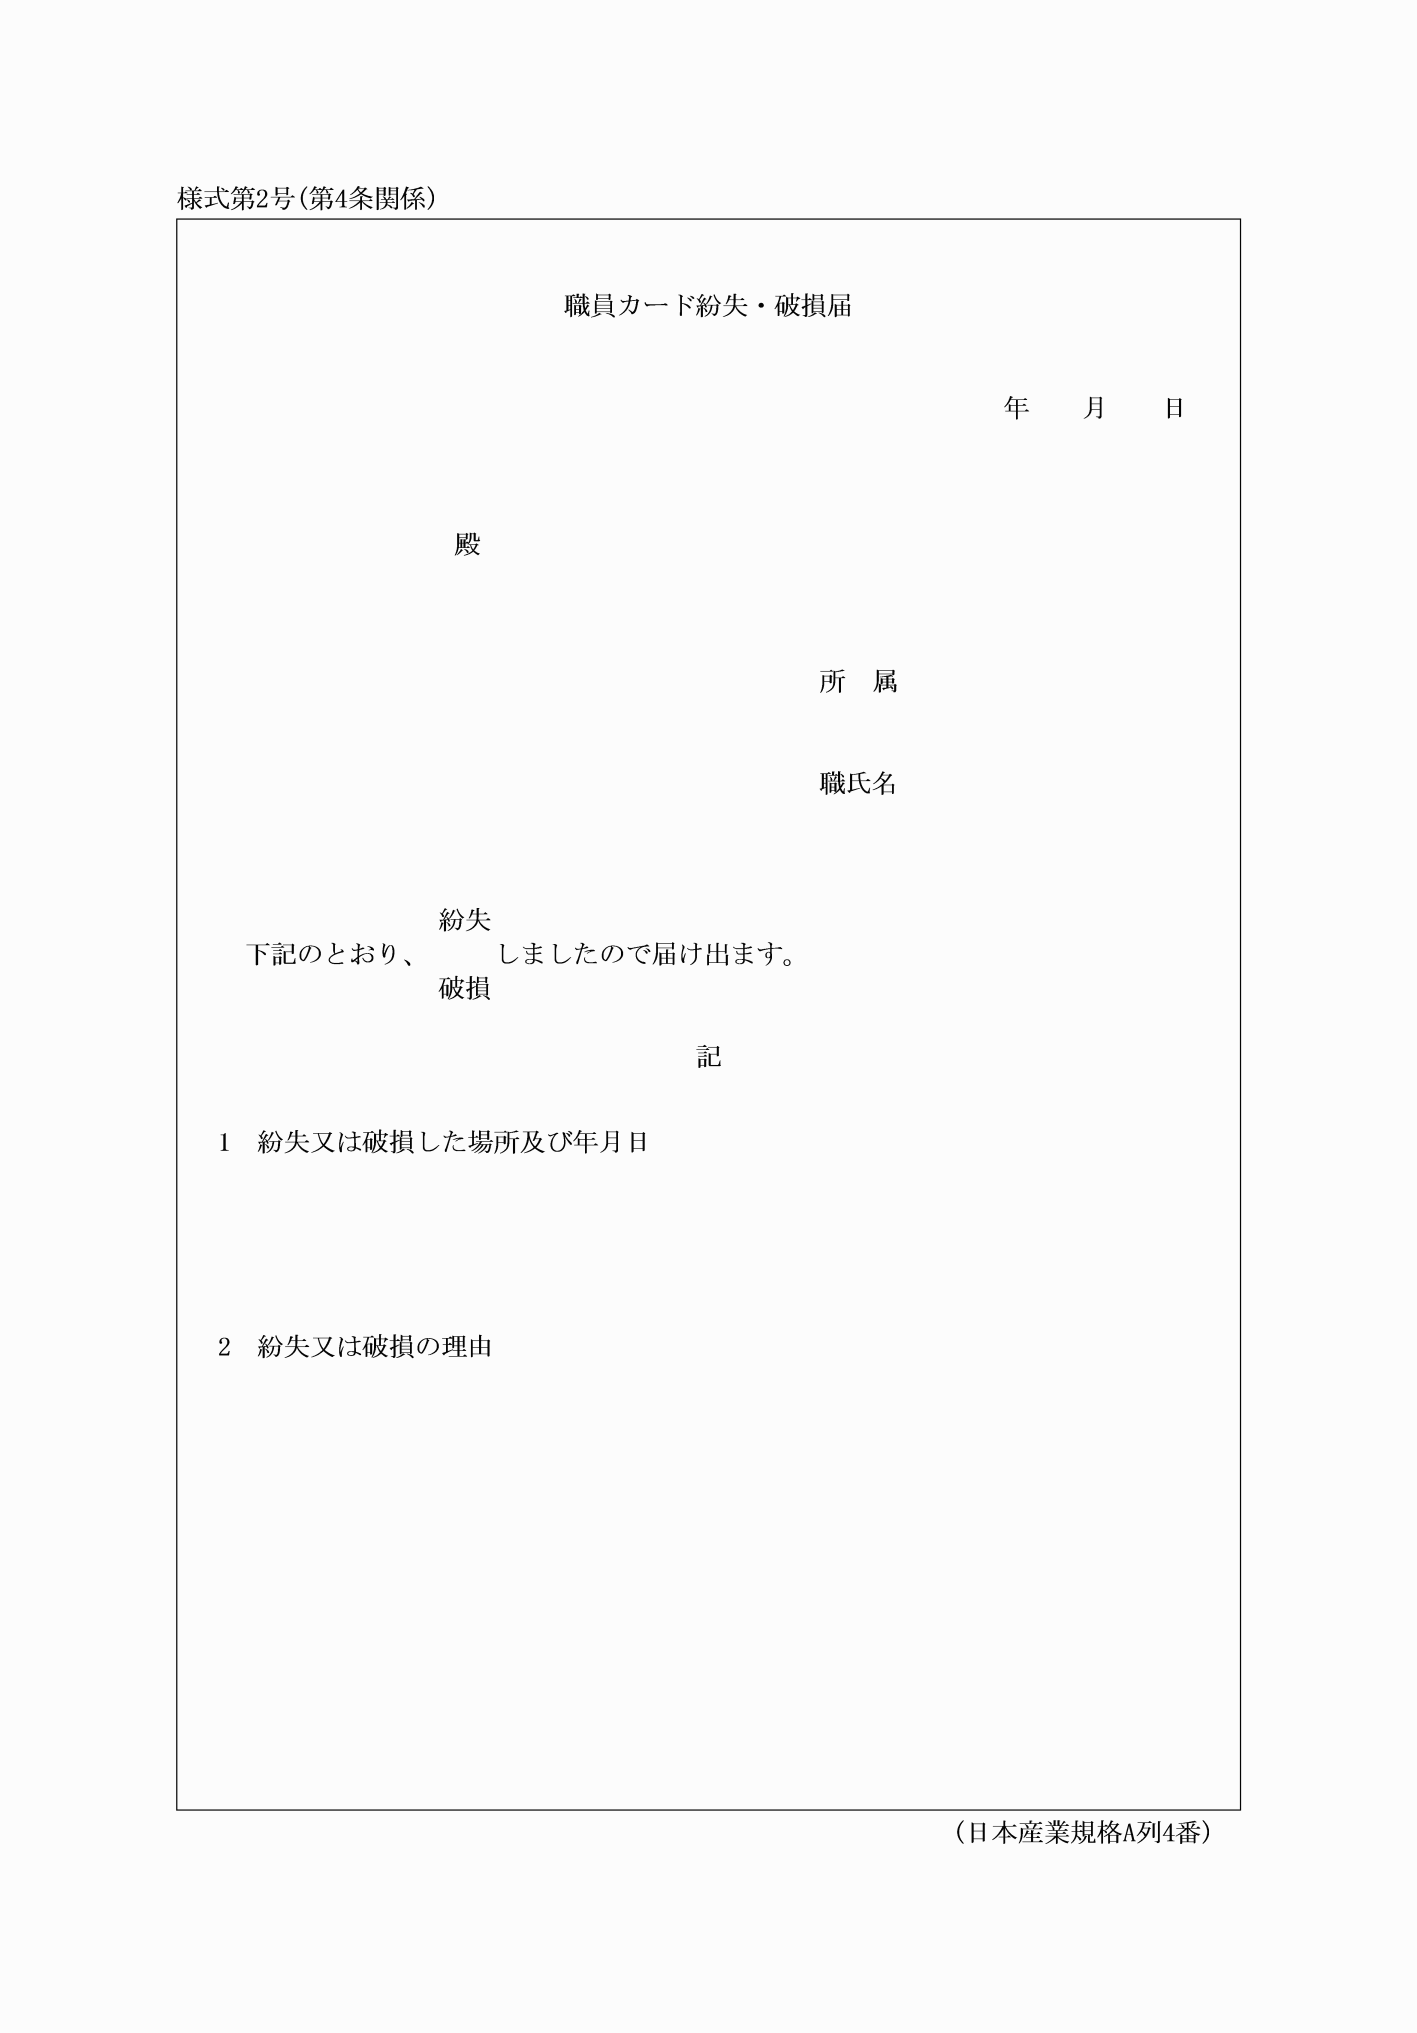 様式第2号(第4条関係)
職員カード紛失・破損届
年　　月　　日
殿
所　属
職氏名
紛失
下記のとおり、　　　しましたので届け出ます。
破損
記
1　紛失又は破損した場所及び年月日
2　紛失又は破損の理由
(日本産業規格A列4番)